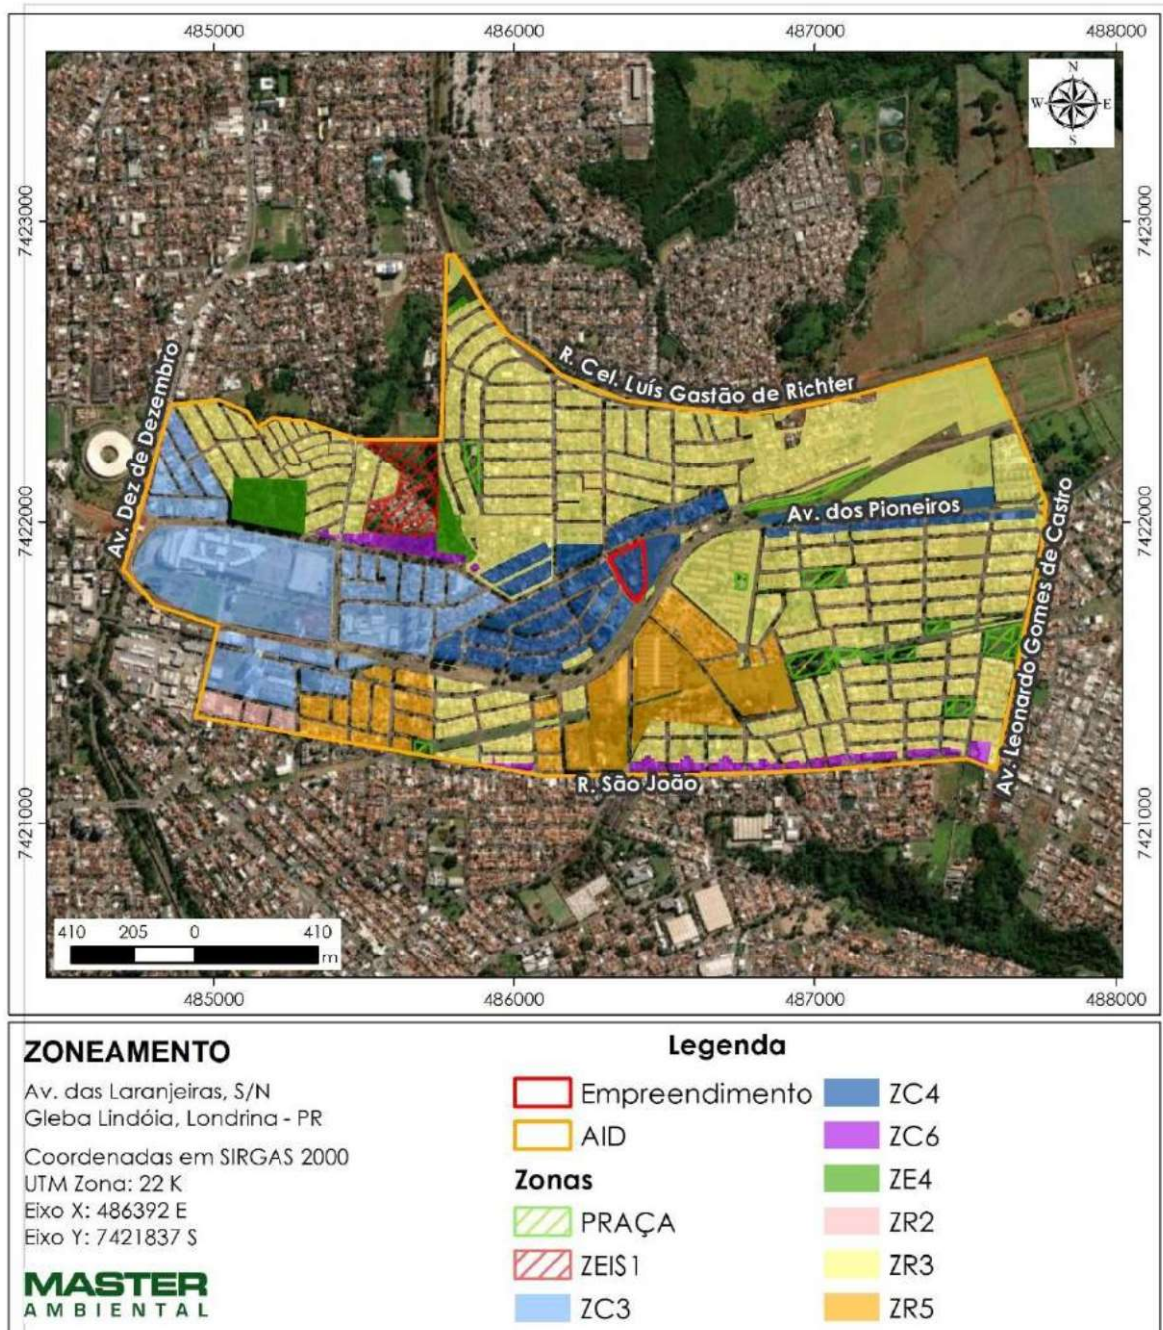 485000 486000 487000 488000
N
W E
S
7423000 7423000
R. Cel. Luís Gastão de Richter
Av. Dez de Dezembro
7422000 7422000
Av. dos Pioneiros
Av. Leonardo Gomes de Castro
R. São João
7421000 7421000
410 205 0 410
m
485000 486000 487000 488000
ZONEAMENTO
Av. das Laranjeiras, S/N
Gleba Lindóia, Londrina - PR
Coordenadas em SIRGAS 2000
UTM Zona: 22 K
Eixo X: 486392 E
Eixo Y: 7421837 S
MASTER
AMBIENTAL
Legenda
Empreendimento
AID
Zonas
PRAÇA
ZEIS1
ZC3
ZC4
ZC6
ZE4
ZR2
ZR3
ZR5